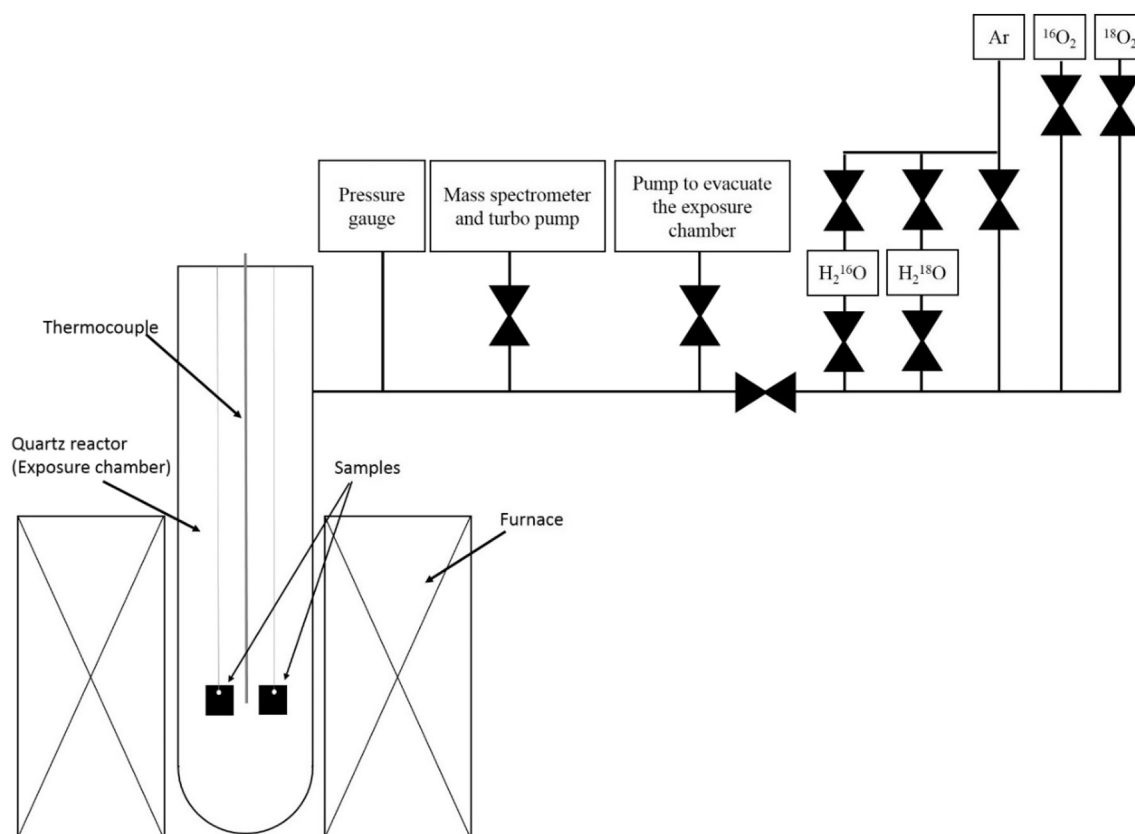 Ar
¹⁶O₂
¹⁸O₂
Pressure
gauge
Mass spectrometer
and turbo pump
Pump to evacuate
the exposure
chamber
H₂¹⁶O
H₂¹⁸O
Thermocouple
Quartz reactor
(Exposure chamber)
Samples
Furnace